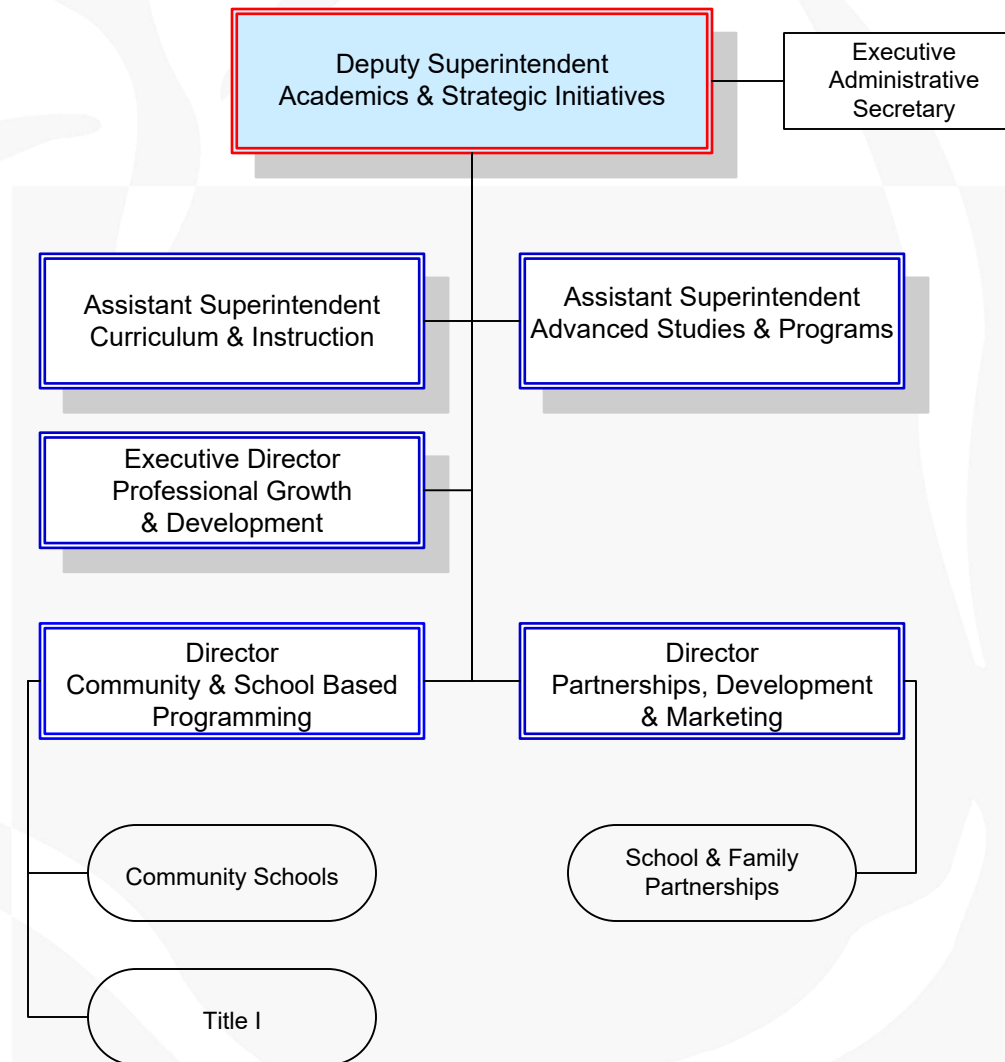 Deputy Superintendent
Academics & Strategic Initiatives
Executive
Administrative
Secretary
Assistant Superintendent
Curriculum & Instruction
Assistant Superintendent
Advanced Studies & Programs
Executive Director
Professional Growth
& Development
Director
Community & School Based
Programming
Director
Partnerships, Development
& Marketing
Community Schools
School & Family
Partnerships
Title I